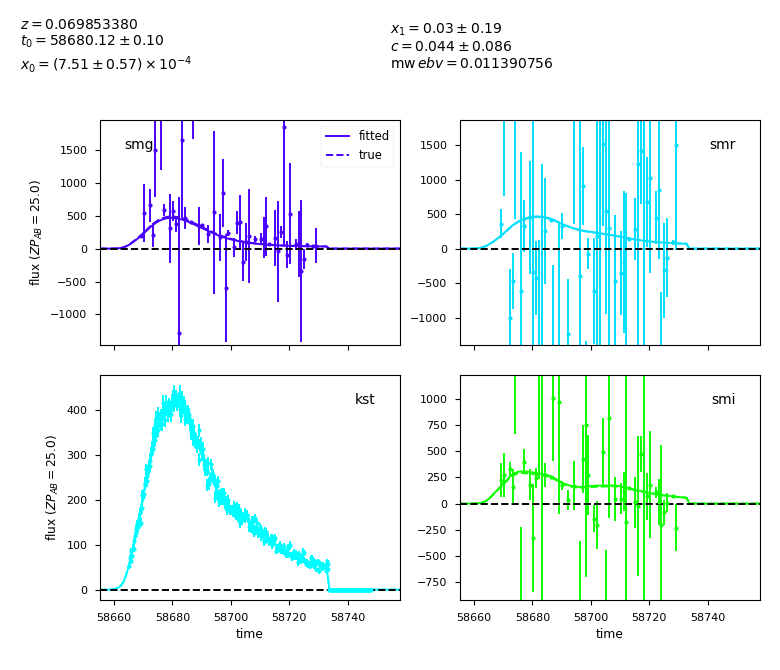 z = 0.069853380
t₀ = 58680.12 ± 0.10
x₀ = (7.51 ± 0.57) × 10⁻⁴
x₁ = 0.03 ± 0.19
c = 0.044 ± 0.086
mw ebv = 0.011390756
smg
fitted
true
1500
1000
500
0
−500
−1000
flux (ZP_AB = 25.0)
smr
1500
1000
500
0
−500
−1000
kst
400
300
200
100
0
flux (ZP_AB = 25.0)
58660 58680 58700 58720 58740
time
smi
1000
750
500
250
0
−250
−500
−750
58660 58680 58700 58720 58740
time